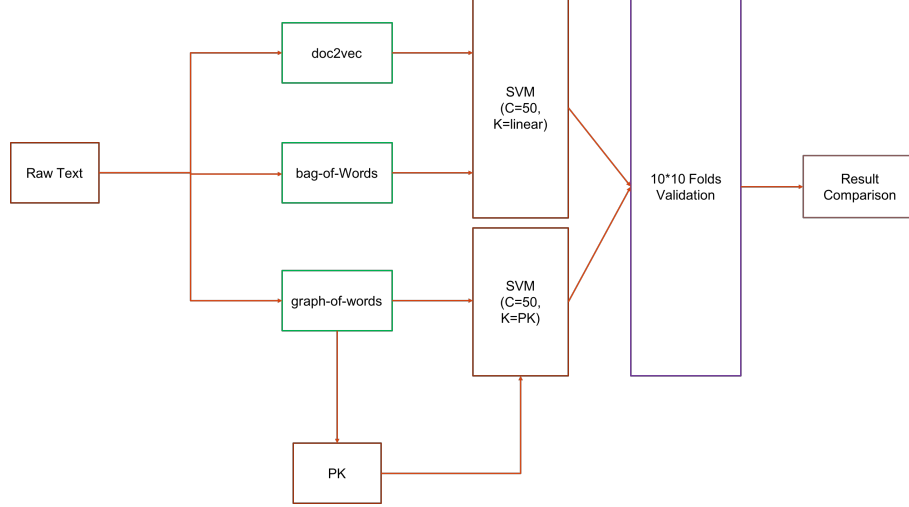 doc2vec
SVM
(C=50,
K=linear)
Raw Text
bag-of-Words
10*10 Folds
Validation
Result
Comparison
graph-of-words
SVM
(C=50,
K=PK)
PK